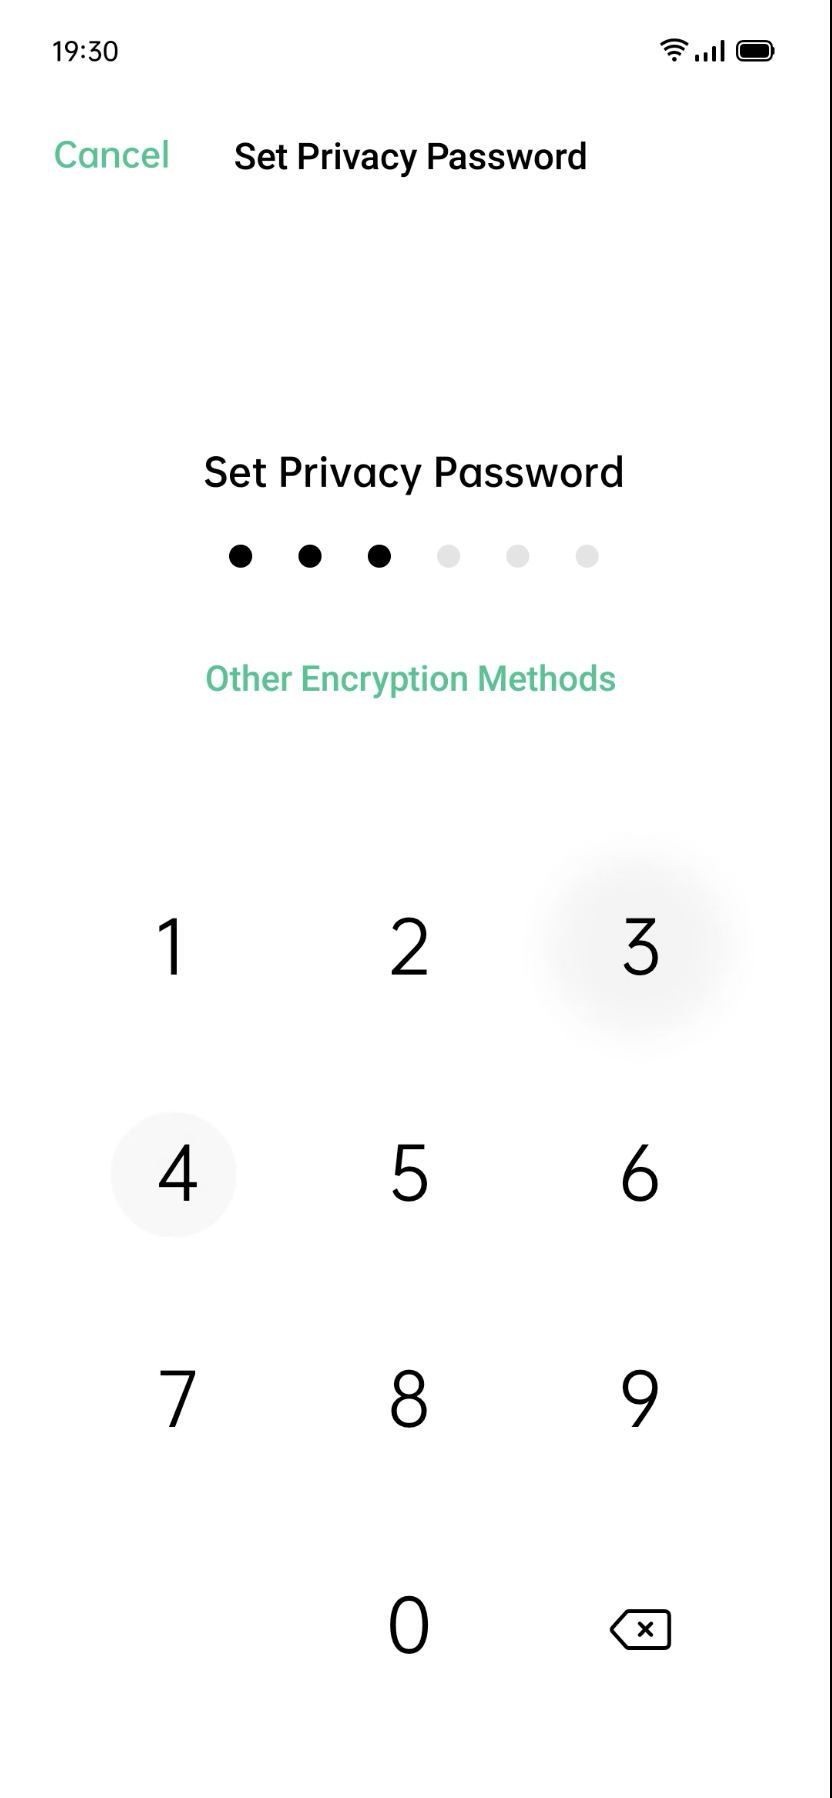 19:30
Cancel Set Privacy Password
Set Privacy Password
Other Encryption Methods
1 2 3
4 5 6
7 8 9
0